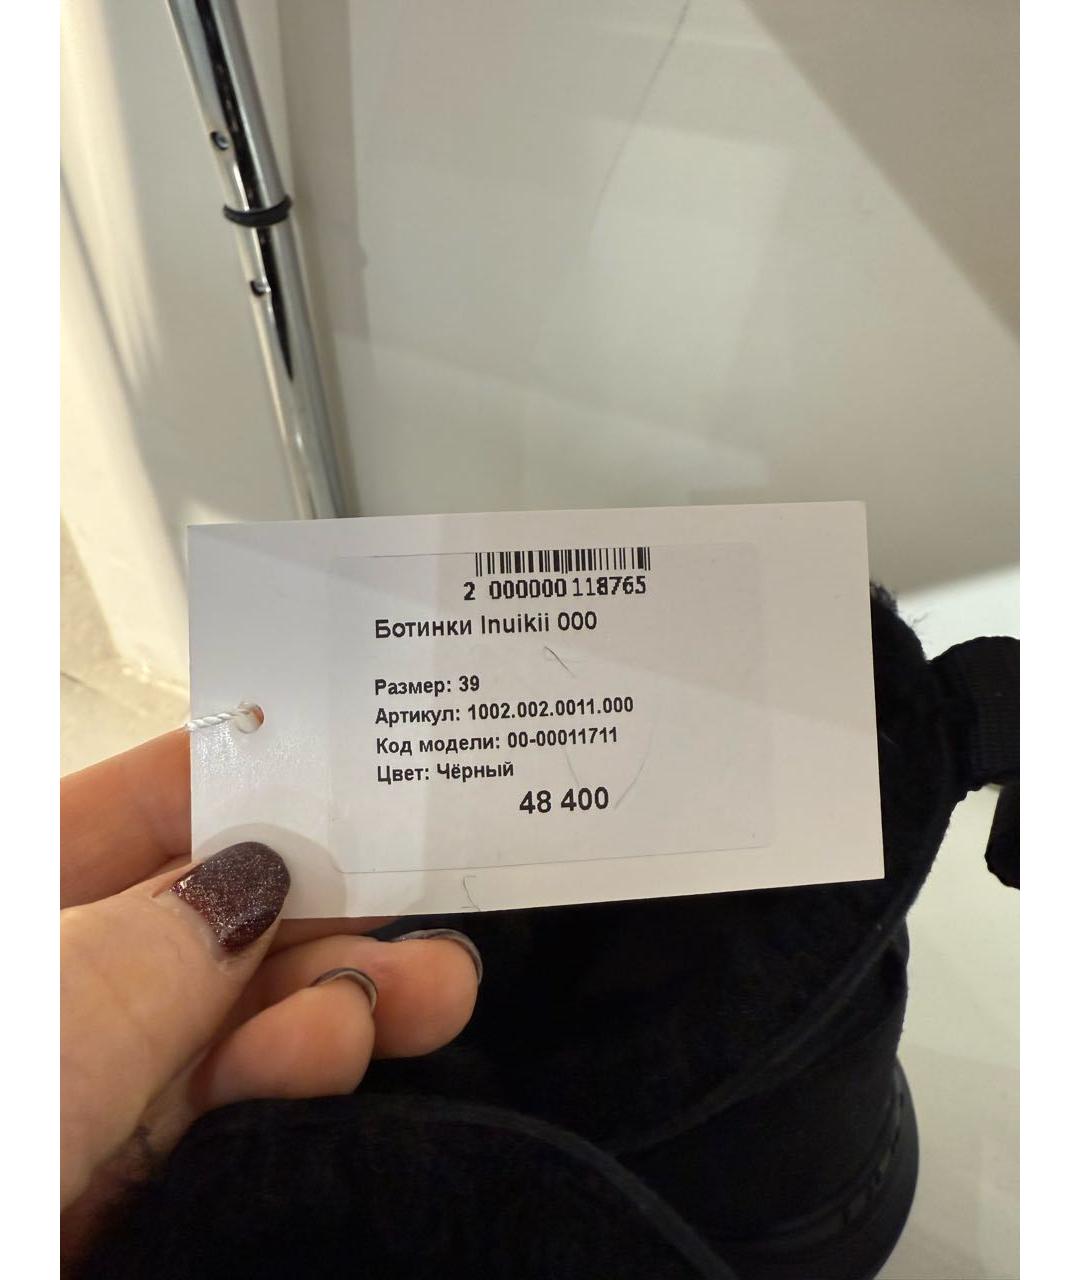 2 000000 118765
Ботинки Inuikii 000
Размер: 39
Артикул: 1002.002.0011.000
Код модели: 00-00011711
Цвет: Чёрный
48 400